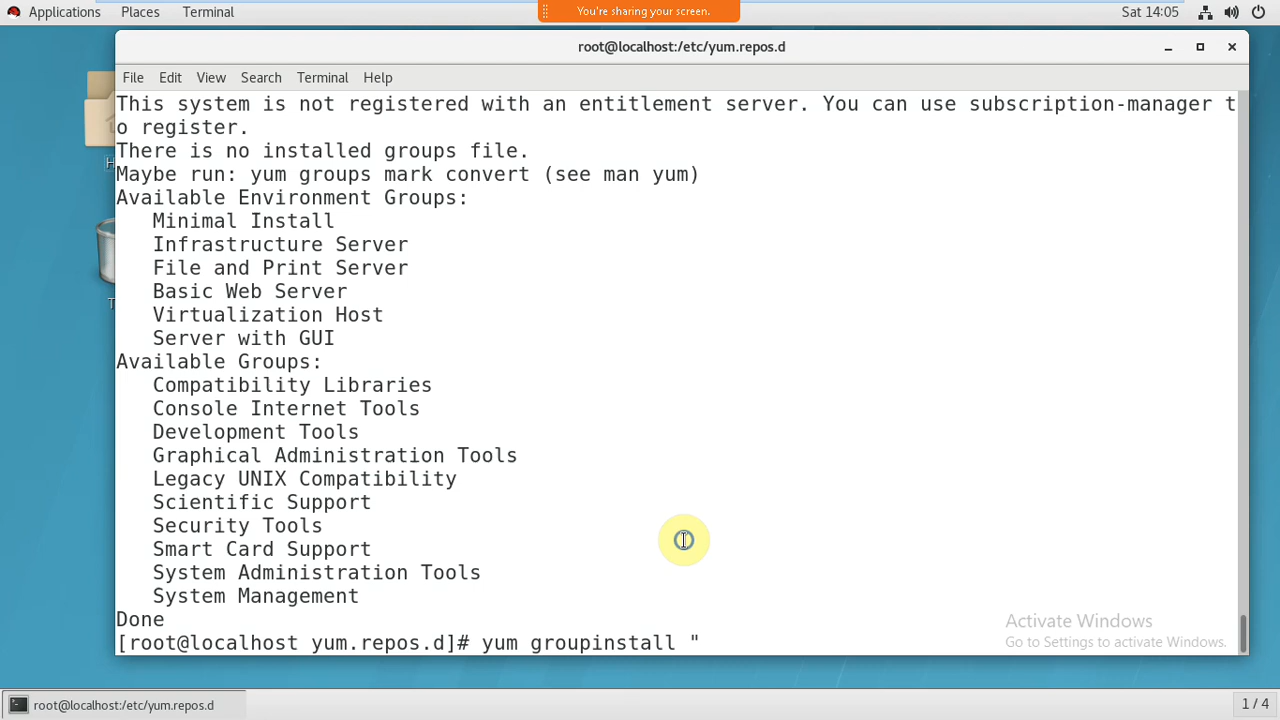 Applications Places Terminal You're sharing your screen. Sat 14:05
root@localhost:/etc/yum.repos.d
File Edit View Search Terminal Help
This system is not registered with an entitlement server. You can use subscription-manager t
o register.
There is no installed groups file.
Maybe run: yum groups mark convert (see man yum)
Available Environment Groups:
Minimal Install
Infrastructure Server
File and Print Server
Basic Web Server
Virtualization Host
Server with GUI
Available Groups:
Compatibility Libraries
Console Internet Tools
Development Tools
Graphical Administration Tools
Legacy UNIX Compatibility
Scientific Support
Security Tools
Smart Card Support
System Administration Tools
System Management
Done
[root@localhost yum.repos.d]# yum groupinstall "
Activate Windows
Go to Settings to activate Windows.
root@localhost:/etc/yum.repos.d 1 / 4